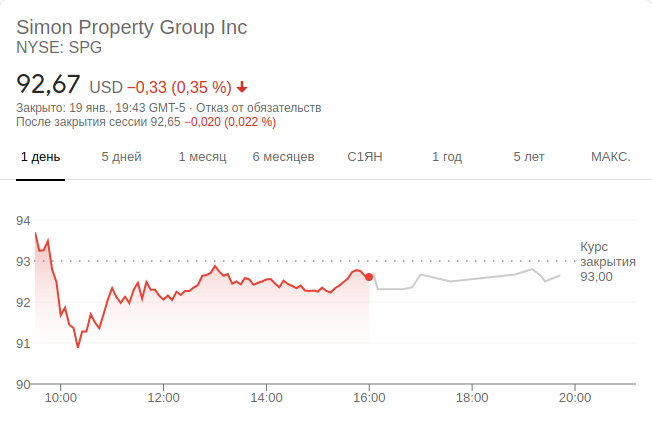 Simon Property Group Inc
NYSE: SPG
92,67 USD −0,33 (0,35 %)
Закрыто: 19 янв., 19:43 GMT-5 · Отказ от обязательств
После закрытия сессии 92,65 −0,020 (0,022 %)
1 день 5 дней 1 месяц 6 месяцев С1ЯН 1 год 5 лет МАКС.
94
Курс
93 закрытия
93,00
92
91
90
10:00 12:00 14:00 16:00 18:00 20:00